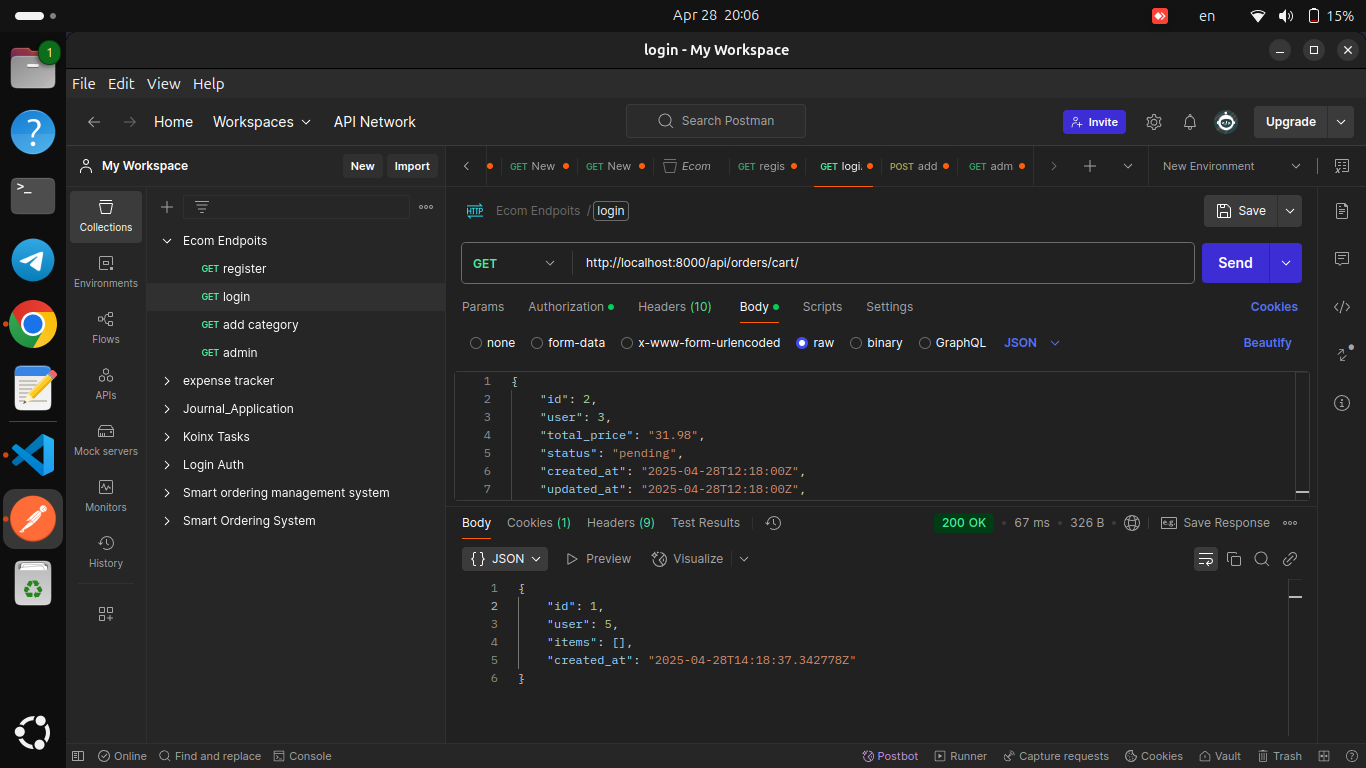 Apr 28 20:06
en
15%
1
login - My Workspace
File Edit View Help
Home Workspaces API Network
Search Postman
Invite
Upgrade
My Workspace
New Import
GET New
GET New
Ecom
GET regis
GET logi.
POST add
GET adm
New Environment
Collections
Environments
Flows
APIs
Mock servers
Monitors
History
Ecom Endpoits
GET register
GET login
GET add category
GET admin
expense tracker
Journal_Application
Koinx Tasks
Login Auth
Smart ordering management system
Smart Ordering System
HTTP Ecom Endpoits / login
Save
GET http://localhost:8000/api/orders/cart/
Send
Params Authorization Headers (10) Body Scripts Settings
Cookies
none form-data x-www-form-urlencoded raw binary GraphQL JSON
Beautify
1 {
2 "id": 2,
3 "user": 3,
4 "total_price": "31.98",
5 "status": "pending",
6 "created_at": "2025-04-28T12:18:00Z",
7 "updated_at": "2025-04-28T12:18:00Z",
Body Cookies (1) Headers (9) Test Results
200 OK • 67 ms • 326 B
e.g. Save Response
{} JSON Preview Visualize
1 {
2 "id": 1,
3 "user": 5,
4 "items": [],
5 "created_at": "2025-04-28T14:18:37.342778Z"
6 }
Online Find and replace Console
Postbot Runner Capture requests Cookies Vault Trash